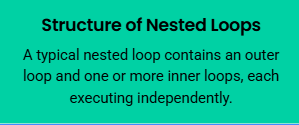 Structure of Nested Loops
A typical nested loop contains an outer
loop and one or more inner loops, each
executing independently.